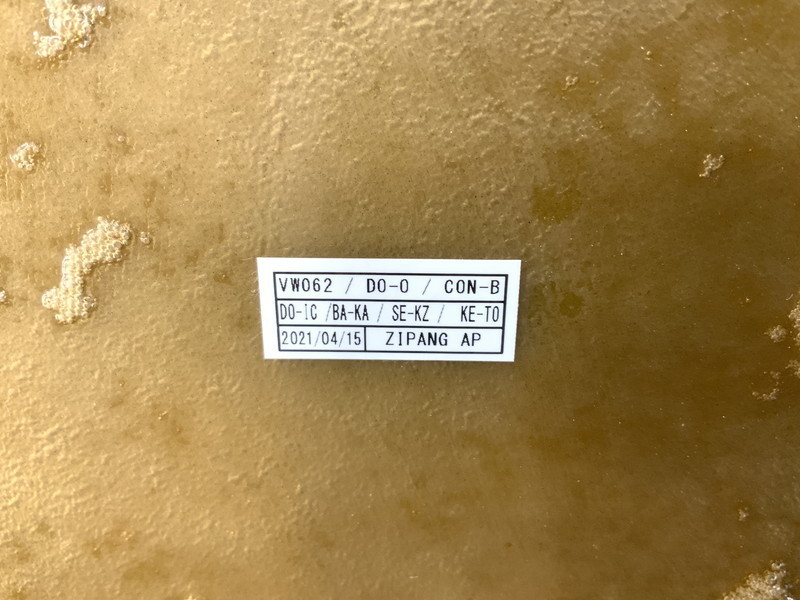 VW062 / DO-O / CON-B
DO-IC /BA-KA / SE-KZ / KE-TO
2021/04/15 ZIPANG AP